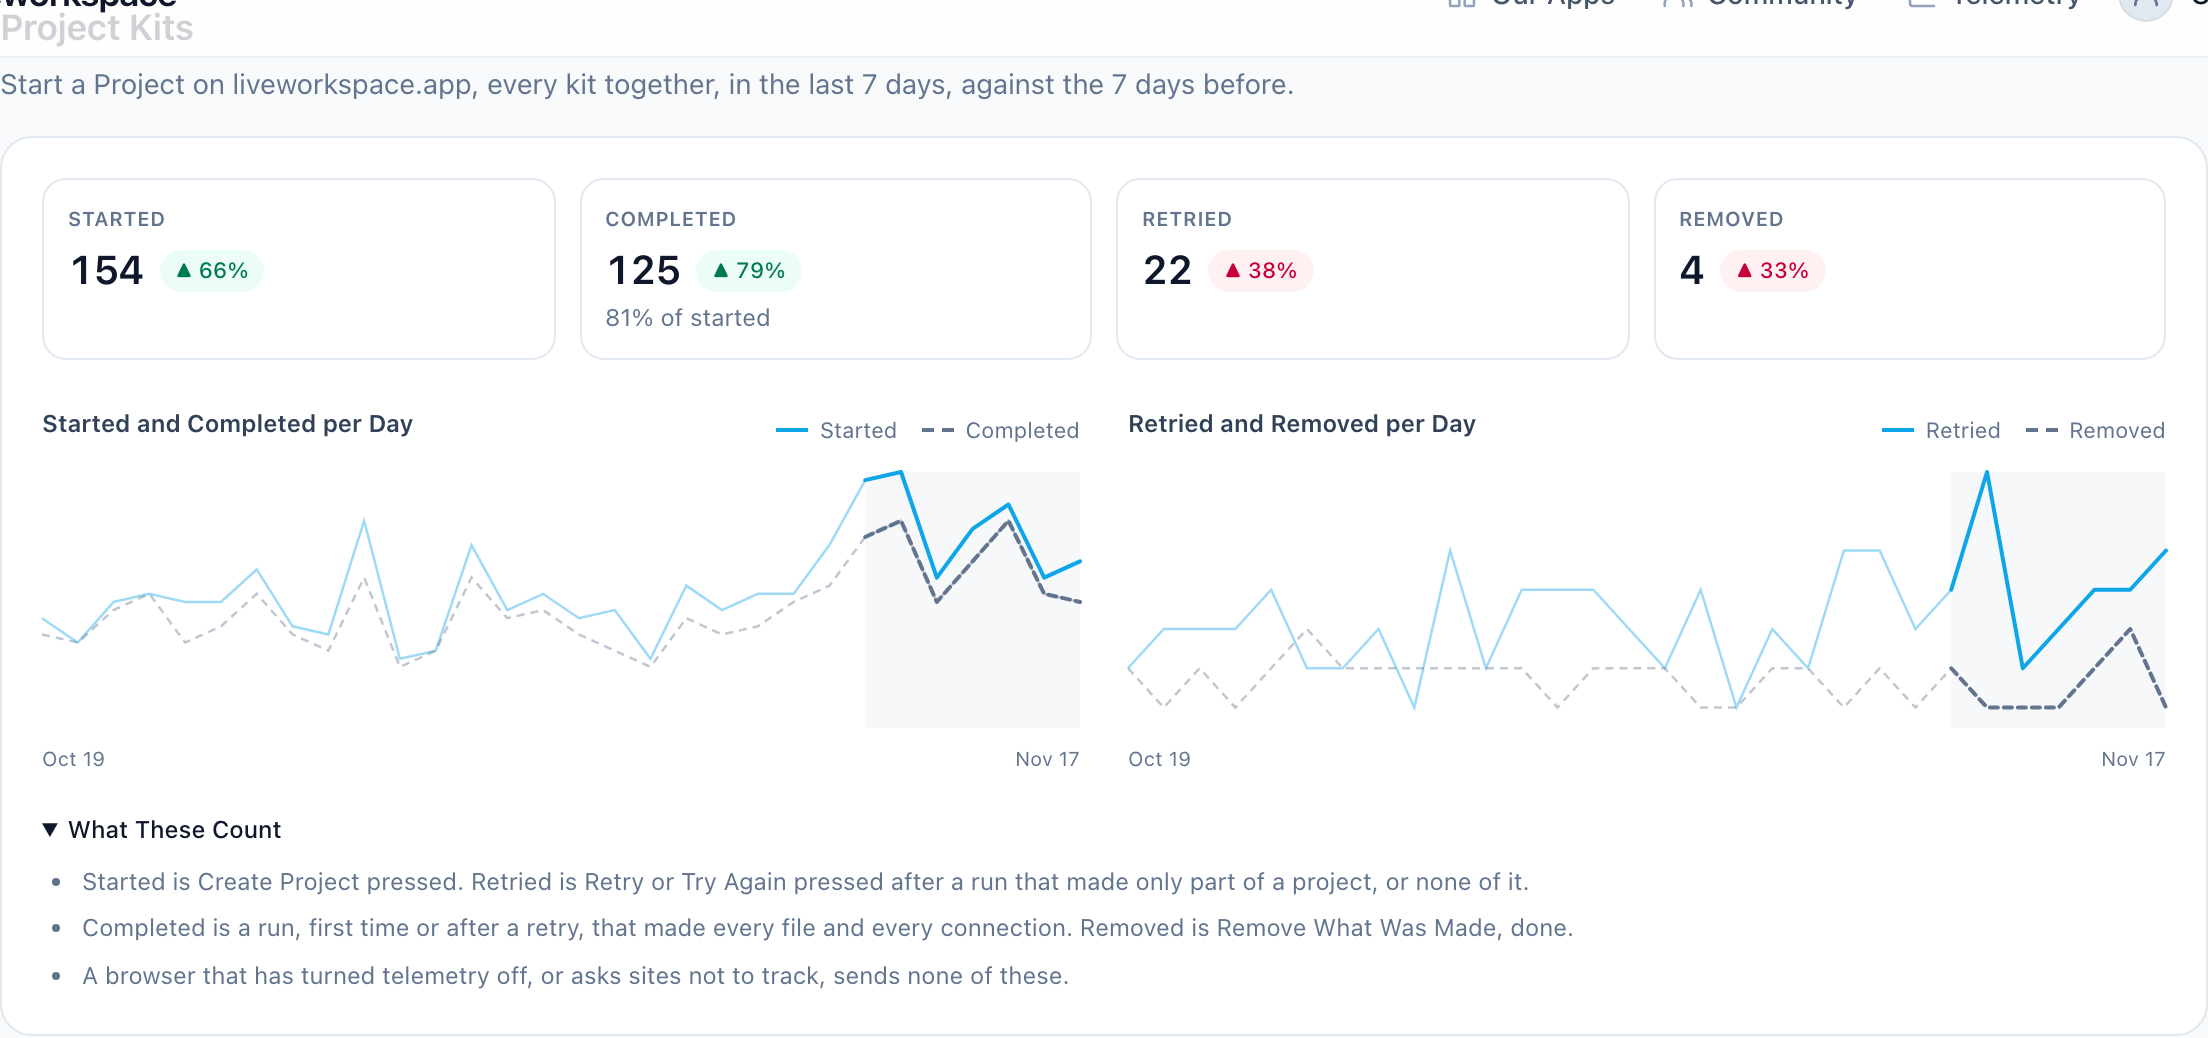 Project Kits
Our Apps
Community
Telemetry
Start a Project on liveworkspace.app, every kit together, in the last 7 days, against the 7 days before.
STARTED
154 ▲ 66%
COMPLETED
125 ▲ 79%
81% of started
RETRIED
22 ▲ 38%
REMOVED
4 ▲ 33%
Started and Completed per Day
Started
Completed
Oct 19
Nov 17
Retried and Removed per Day
Retried
Removed
Oct 19
Nov 17
▼ What These Count
• Started is Create Project pressed. Retried is Retry or Try Again pressed after a run that made only part of a project, or none of it.
• Completed is a run, first time or after a retry, that made every file and every connection. Removed is Remove What Was Made, done.
• A browser that has turned telemetry off, or asks sites not to track, sends none of these.